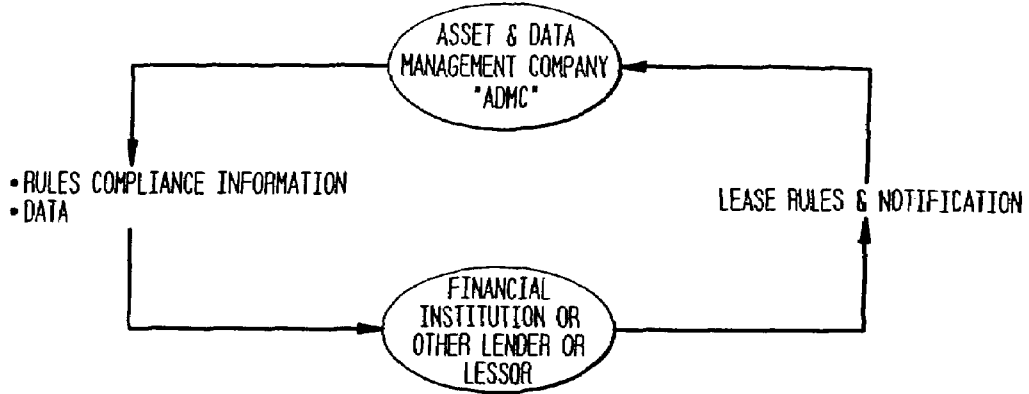 ASSET & DATA
MANAGEMENT COMPANY
"ADMC"
•RULES COMPLIANCE INFORMATION
•DATA
LEASE RULES & NOTIFICATION
FINANCIAL
INSTITUTION OR
OTHER LENDER OR
LESSOR